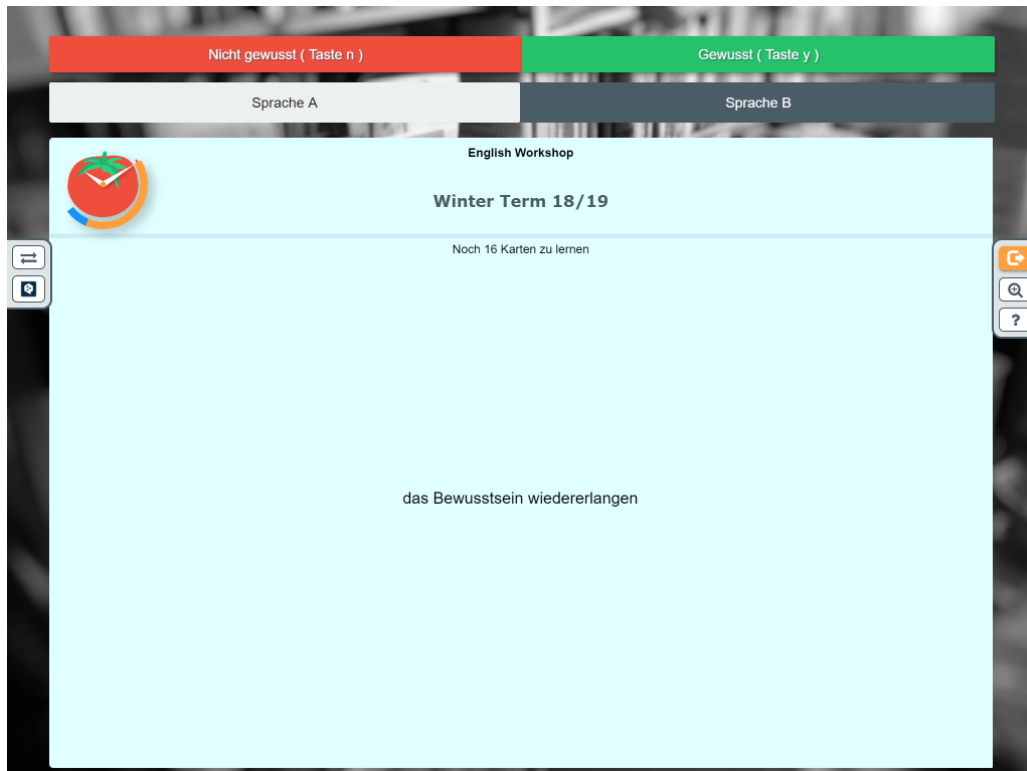 Nicht gewusst ( Taste n )
Gewusst ( Taste y )
Sprache A
Sprache B
English Workshop
Winter Term 18/19
Noch 16 Karten zu lernen
?
das Bewusstsein wiedererlangen